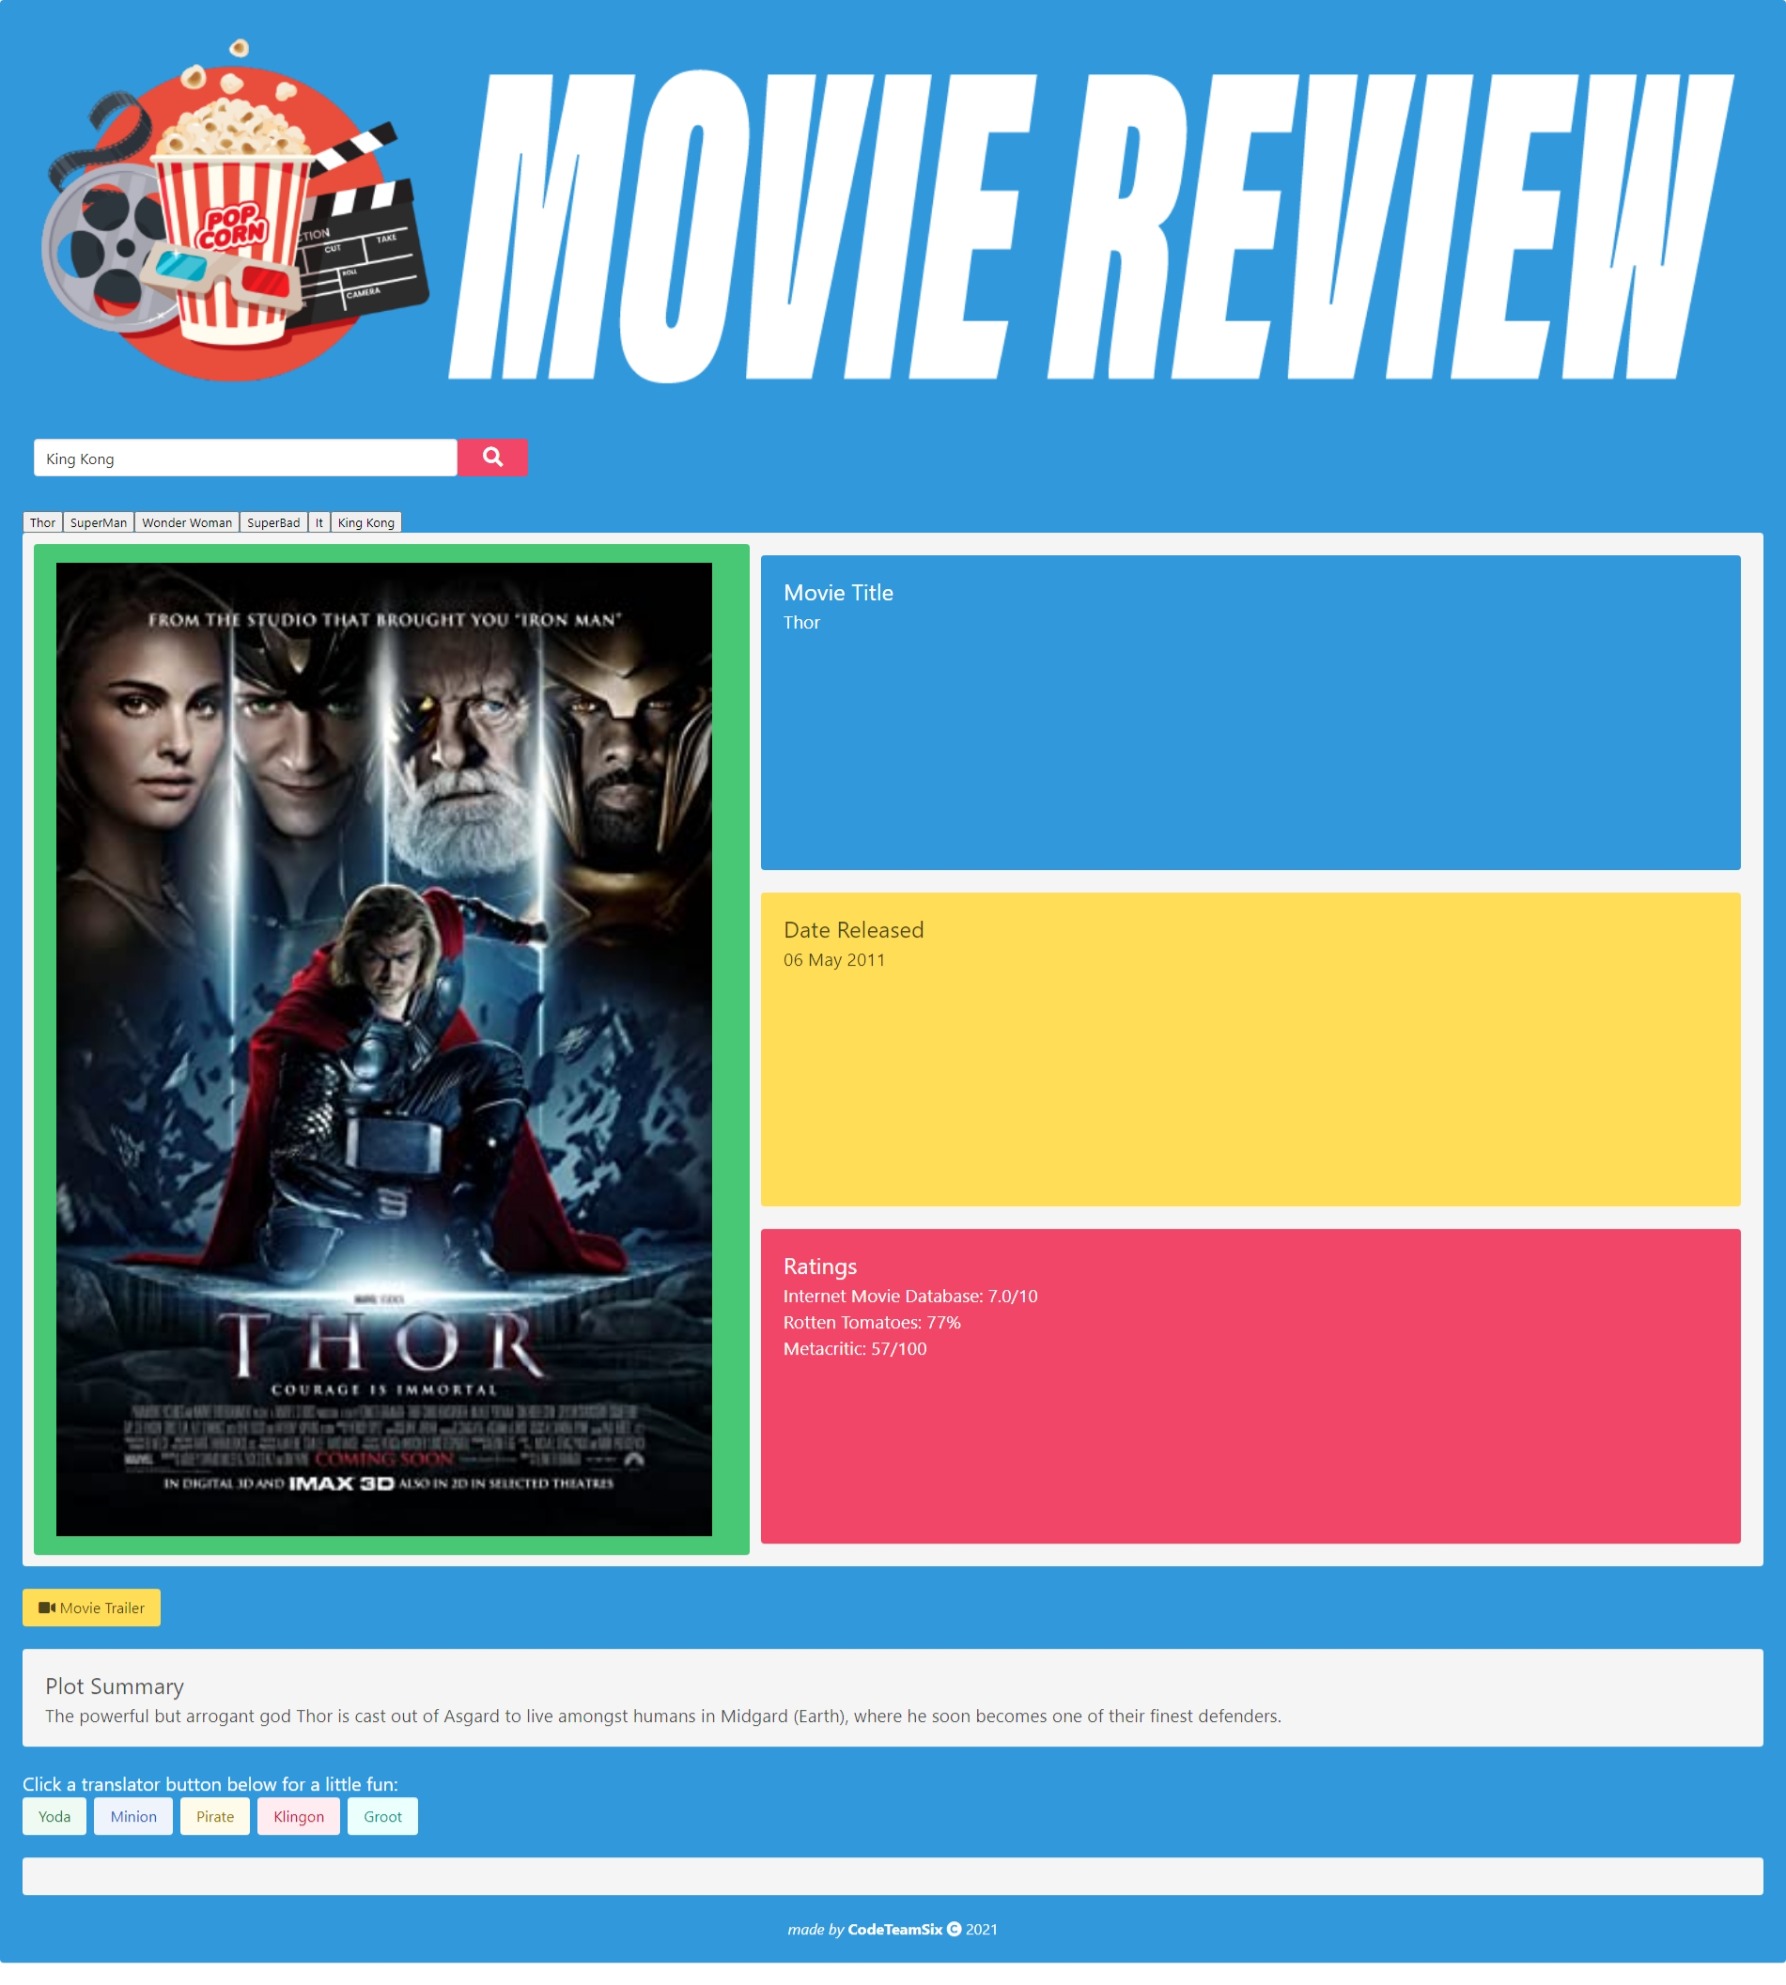 POP
CORN
CTION
CUT
TAKE
ROLL
CAMERA
MOVIE REVIEW
King Kong
Thor
SuperMan
Wonder Woman
SuperBad
It
King Kong
FROM THE STUDIO THAT BROUGHT YOU "IRON MAN"
THOR
COURAGE IS IMMORTAL
COMING SOON
IN DIGITAL 3D AND IMAX 3D ALSO IN 2D IN SELECTED THEATRES
Movie Title
Thor
Date Released
06 May 2011
Ratings
Internet Movie Database: 7.0/10
Rotten Tomatoes: 77%
Metacritic: 57/100
Movie Trailer
Plot Summary
The powerful but arrogant god Thor is cast out of Asgard to live amongst humans in Midgard (Earth), where he soon becomes one of their finest defenders.
Click a translator button below for a little fun:
Yoda
Minion
Pirate
Klingon
Groot
made by CodeTeamSix © 2021